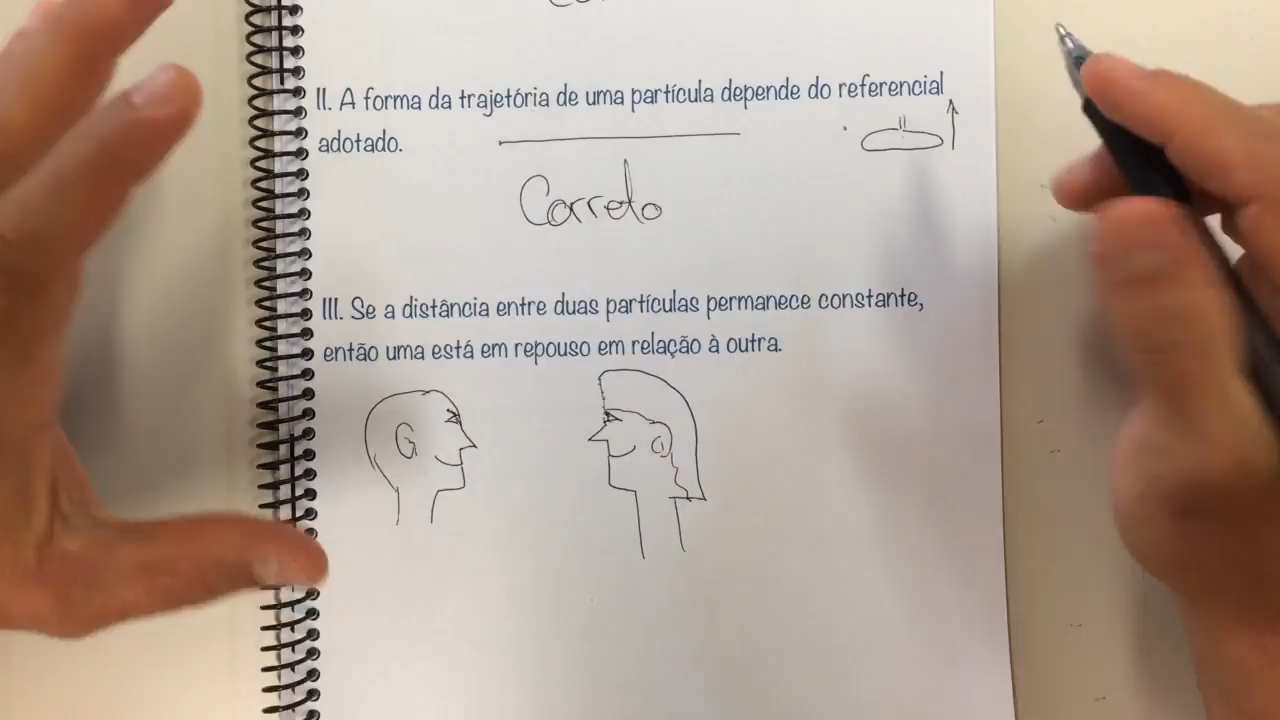 II. A forma da trajetória de uma partícula depende do referencial
adotado.
Correto
III. Se a distância entre duas partículas permanece constante,
então uma está em repouso em relação à outra.